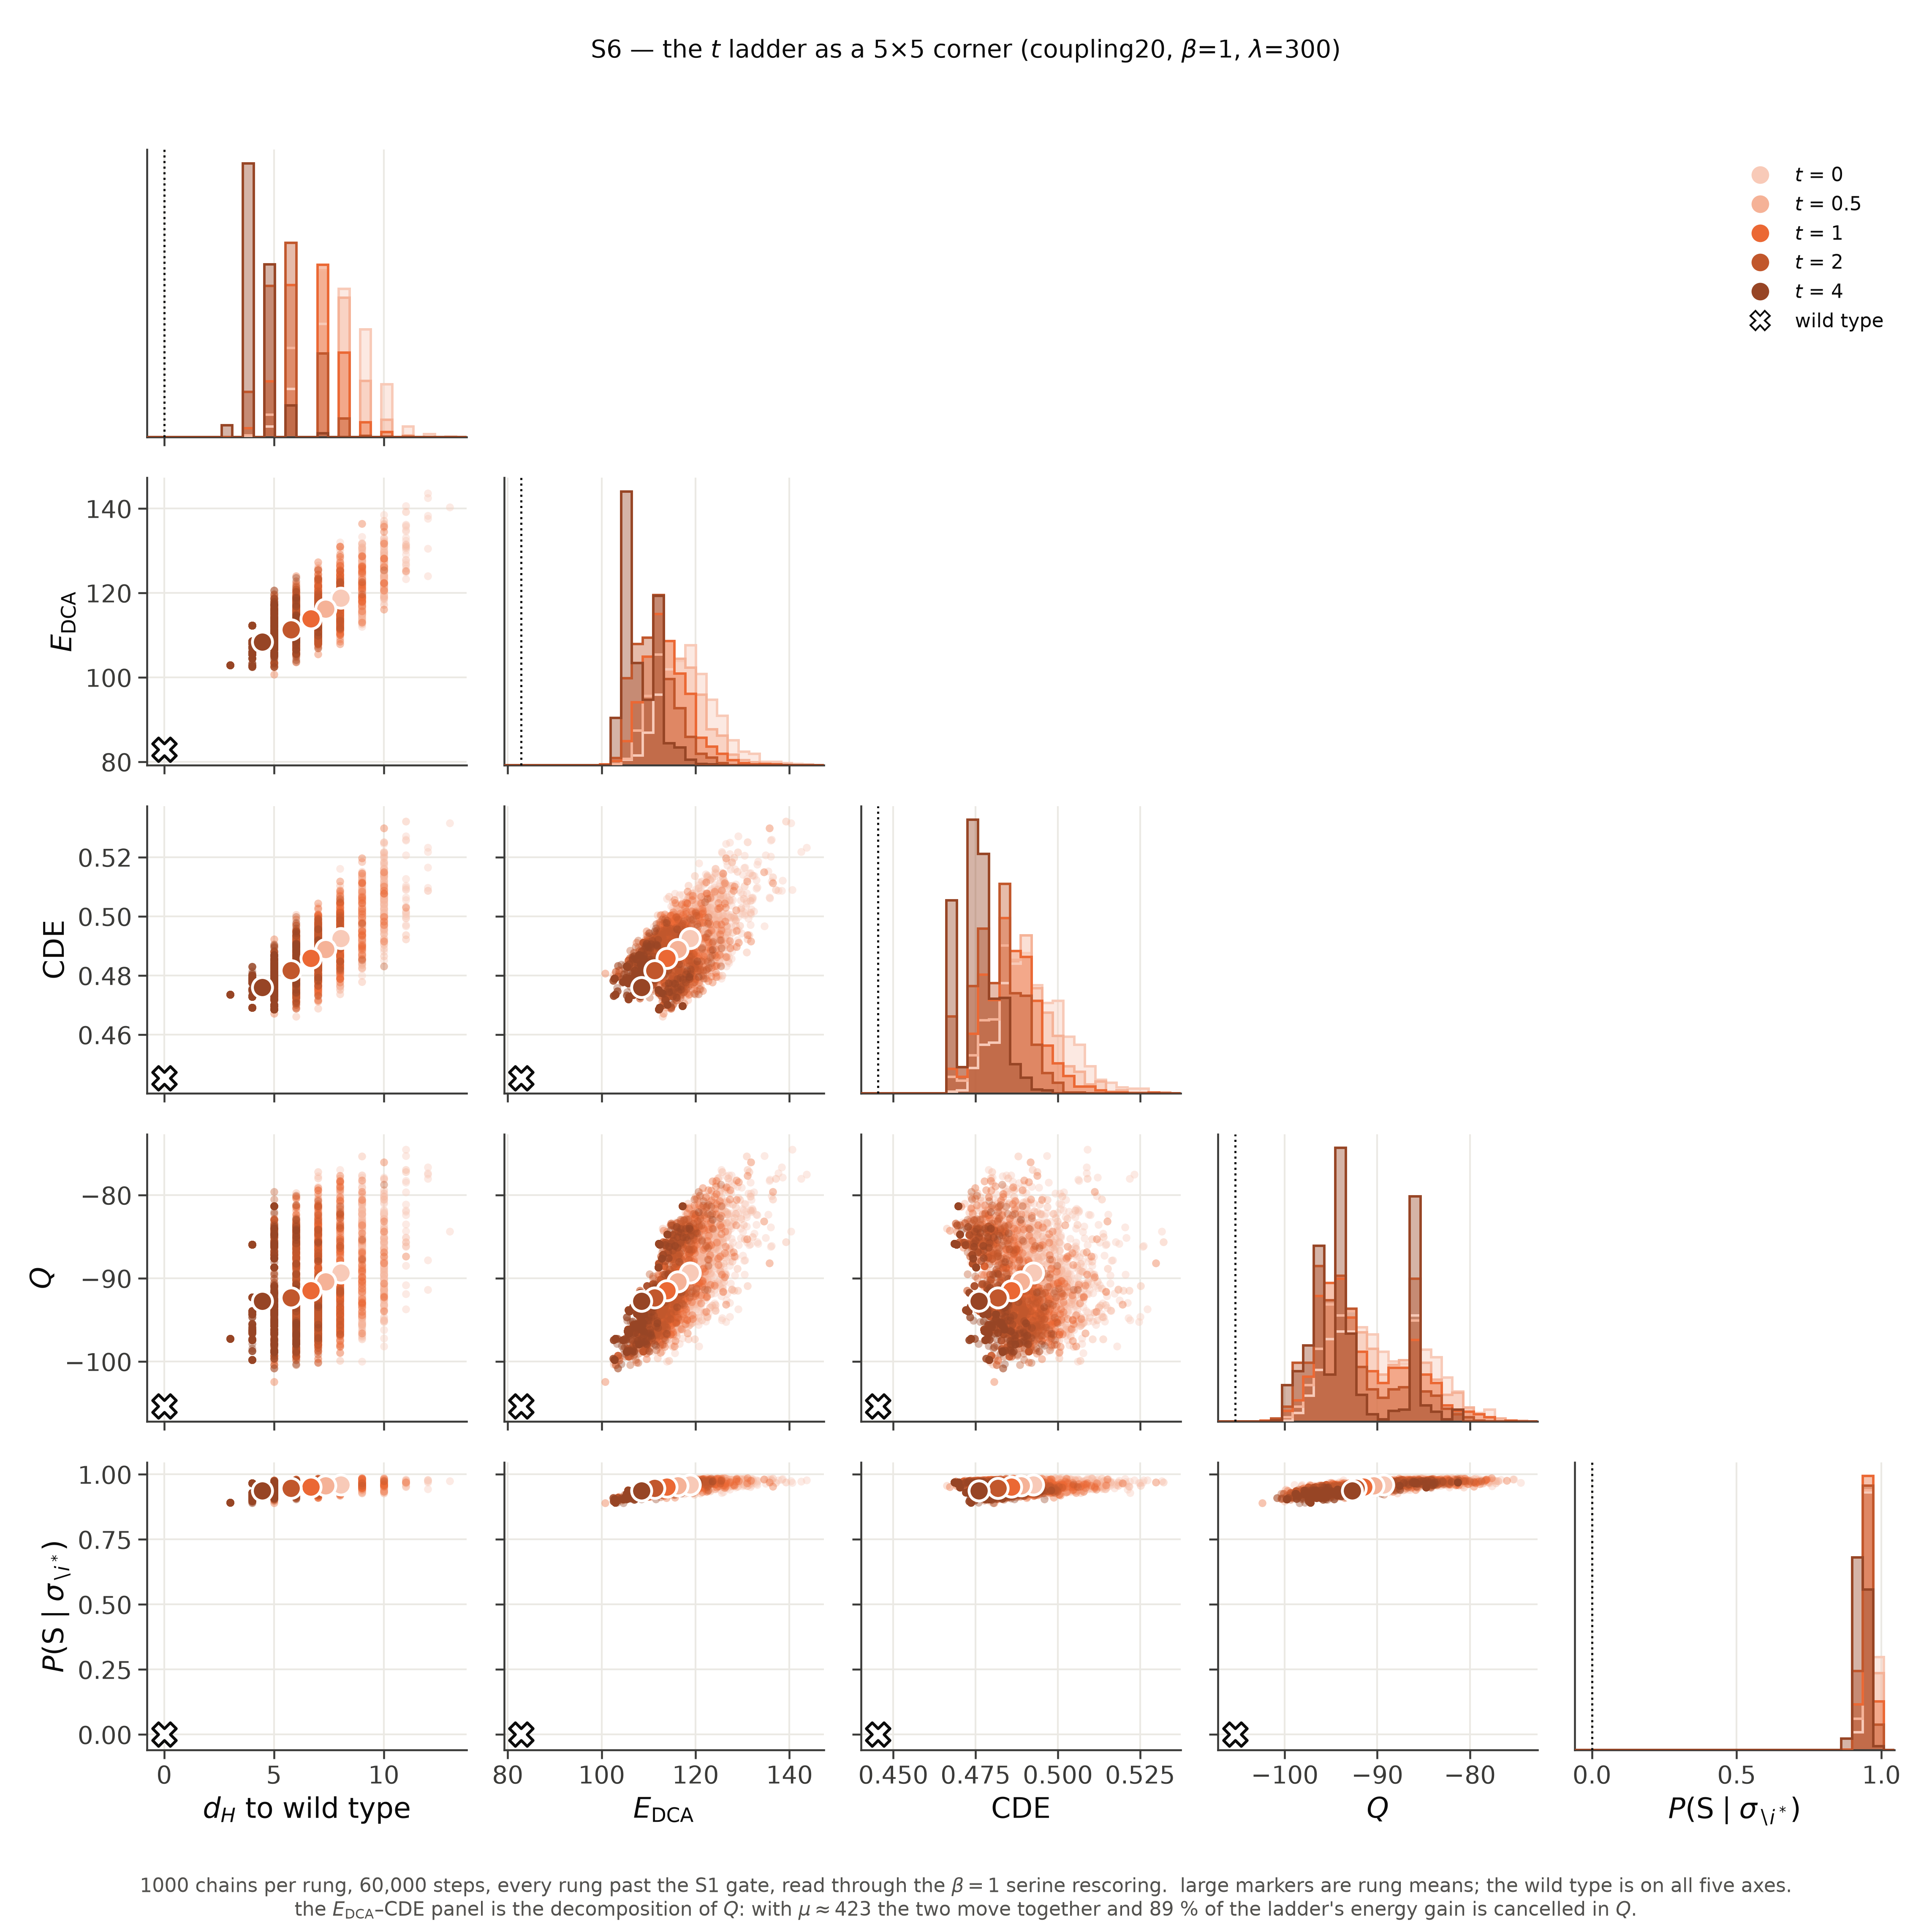 S6 — the t ladder as a 5×5 corner (coupling20, β=1, λ=300)
t = 0
t = 0.5
t = 1
t = 2
t = 4
wild type
E_DCA
140
120
100
80
CDE
0.52
0.50
0.48
0.46
Q
−80
−90
−100
P(S | σ_\i*)
1.00
0.75
0.50
0.25
0.00
0 5 10
80 100 120 140
0.450 0.475 0.500 0.525
−100 −90 −80
0.0 0.5 1.0
d_H to wild type
E_DCA
CDE
Q
P(S | σ_\i*)
1000 chains per rung, 60,000 steps, every rung past the S1 gate, read through the β = 1 serine rescoring. large markers are rung means; the wild type is on all five axes.
the E_DCA–CDE panel is the decomposition of Q: with μ ≈ 423 the two move together and 89 % of the ladder's energy gain is cancelled in Q.